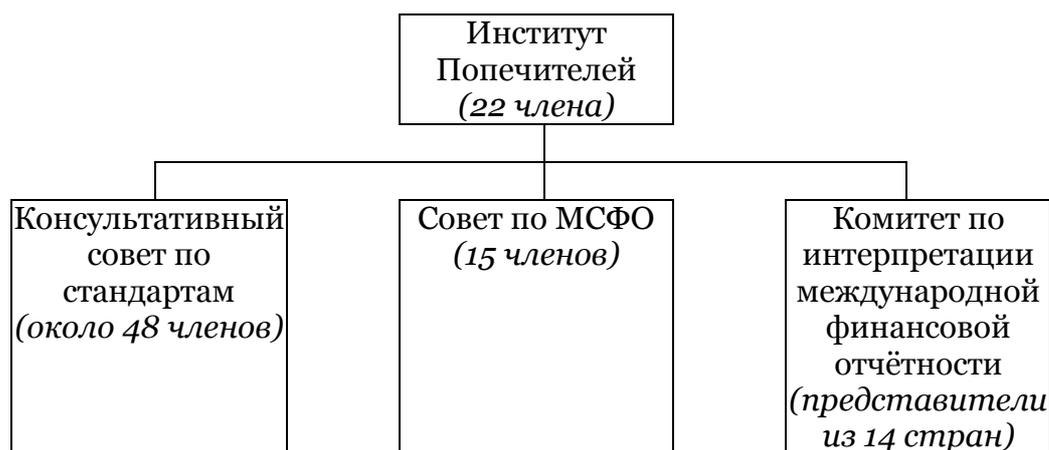 Институт
Попечителей
(22 члена)
Консультативный
совет по
стандартам
(около 48 членов)
Совет по МСФО
(15 членов)
Комитет по
интерпретации
международной
финансовой
отчётности
(представители
из 14 стран)